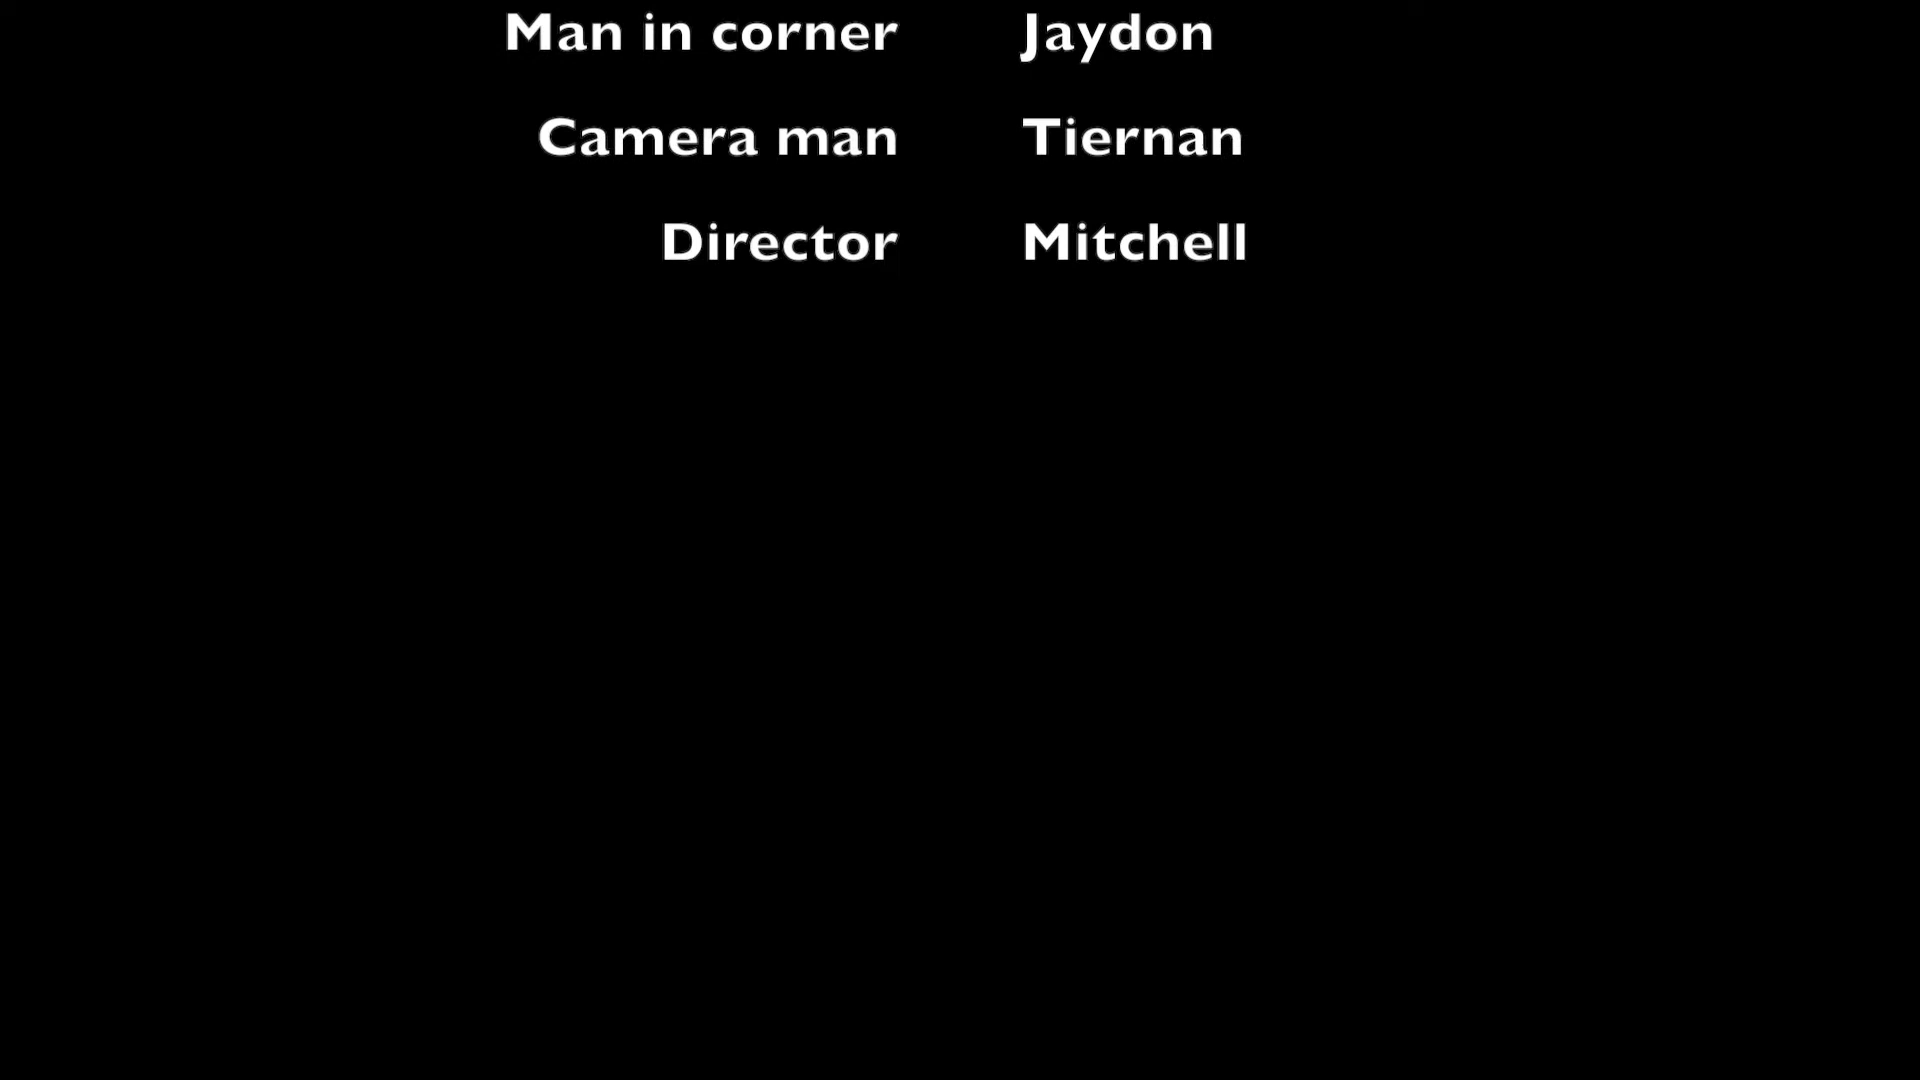 Man in corner Jaydon
Camera man Tiernan
Director Mitchell